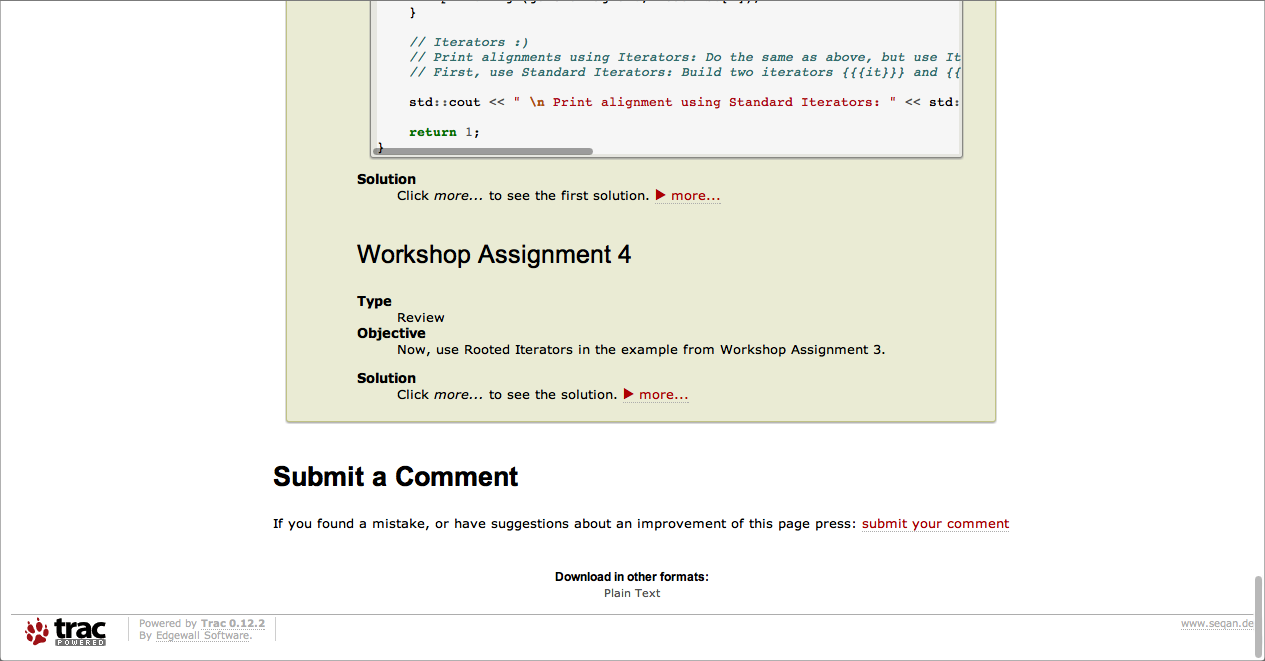 }
// Iterators :)
// Print alignments using Iterators: Do the same as above, but use It
// First, use Standard Iterators: Build two iterators {{{it}}} and {{
std::cout << " \n Print alignment using Standard Iterators: " << std:
return 1;
}
Solution
Click more... to see the first solution. ▶ more...
Workshop Assignment 4
Type
Review
Objective
Now, use Rooted Iterators in the example from Workshop Assignment 3.
Solution
Click more... to see the solution. ▶ more...
Submit a Comment
If you found a mistake, or have suggestions about an improvement of this page press: submit your comment
Download in other formats:
Plain Text
trac
POWERED
Powered by Trac 0.12.2
By Edgewall Software.
www.seqan.de